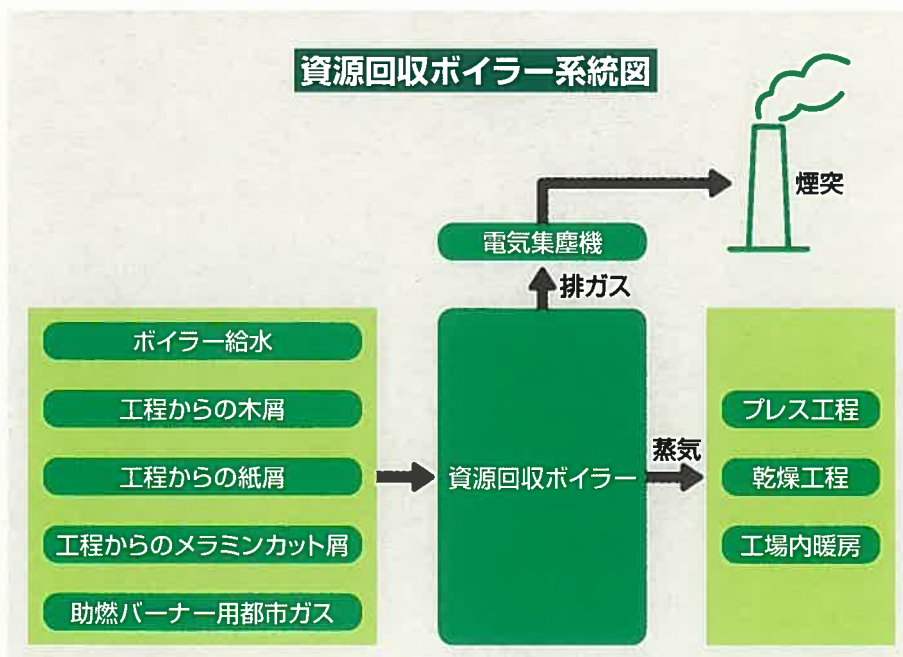 資源回収ボイラー系統図
煙突
電気集塵機
排ガス
ボイラー給水
工程からの木屑
工程からの紙屑
工程からのメラミンカット屑
助燃バーナー用都市ガス
資源回収ボイラー
蒸気
プレス工程
乾燥工程
工場内暖房